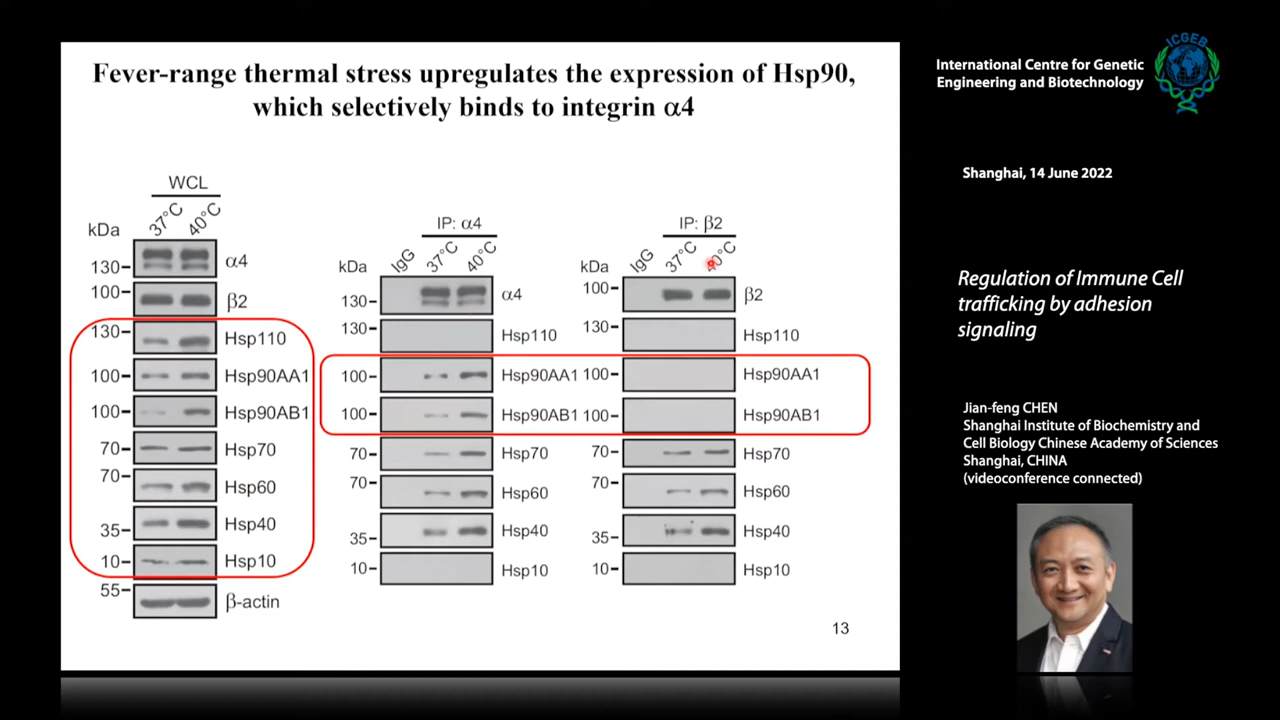 Fever-range thermal stress upregulates the expression of Hsp90,
which selectively binds to integrin α4
WCL
37°C 40°C
kDa
130 α4
100 β2
130 Hsp110
100 Hsp90AA1
100 Hsp90AB1
70 Hsp70
70 Hsp60
35 Hsp40
10 Hsp10
55 β-actin
IP: α4
IgG 37°C 40°C
kDa
130 α4
130 Hsp110
100 Hsp90AA1
100 Hsp90AB1
70 Hsp70
70 Hsp60
35 Hsp40
10 Hsp10
IP: β2
IgG 37°C 40°C
kDa
100 β2
130 Hsp110
100 Hsp90AA1
100 Hsp90AB1
70 Hsp70
70 Hsp60
35 Hsp40
10 Hsp10
13
International Centre for Genetic
Engineering and Biotechnology
ICGEB
Shanghai, 14 June 2022
Regulation of Immune Cell
trafficking by adhesion
signaling
Jian-feng CHEN
Shanghai Institute of Biochemistry and
Cell Biology Chinese Academy of Sciences
Shanghai, CHINA
(videoconference connected)